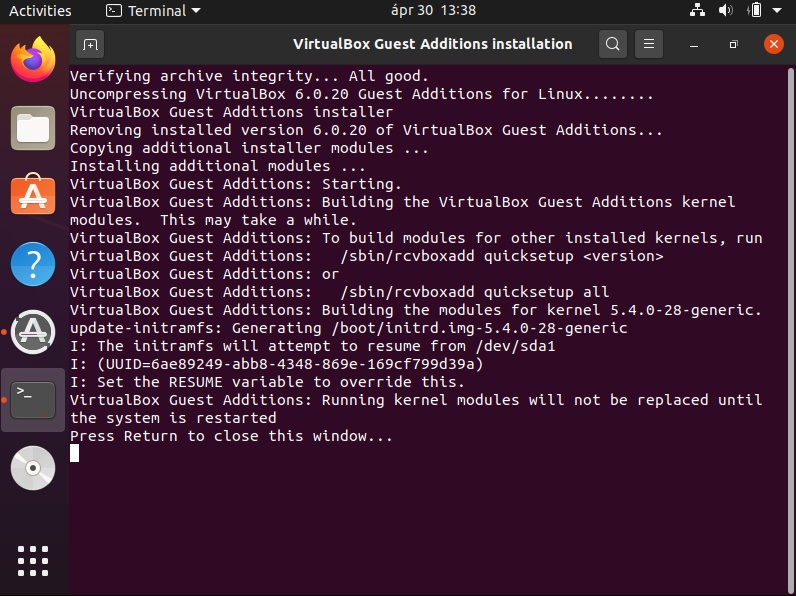 Activities
Terminal
ápr 30 13:38
VirtualBox Guest Additions installation
Verifying archive integrity... All good.
Uncompressing VirtualBox 6.0.20 Guest Additions for Linux........
VirtualBox Guest Additions installer
Removing installed version 6.0.20 of VirtualBox Guest Additions...
Copying additional installer modules ...
Installing additional modules ...
VirtualBox Guest Additions: Starting.
VirtualBox Guest Additions: Building the VirtualBox Guest Additions kernel
modules.  This may take a while.
VirtualBox Guest Additions: To build modules for other installed kernels, run
VirtualBox Guest Additions:   /sbin/rcvboxadd quicksetup <version>
VirtualBox Guest Additions: or
VirtualBox Guest Additions:   /sbin/rcvboxadd quicksetup all
VirtualBox Guest Additions: Building the modules for kernel 5.4.0-28-generic.
update-initramfs: Generating /boot/initrd.img-5.4.0-28-generic
I: The initramfs will attempt to resume from /dev/sda1
I: (UUID=6ae89249-abb8-4348-869e-169cf799d39a)
I: Set the RESUME variable to override this.
VirtualBox Guest Additions: Running kernel modules will not be replaced until
the system is restarted
Press Return to close this window...